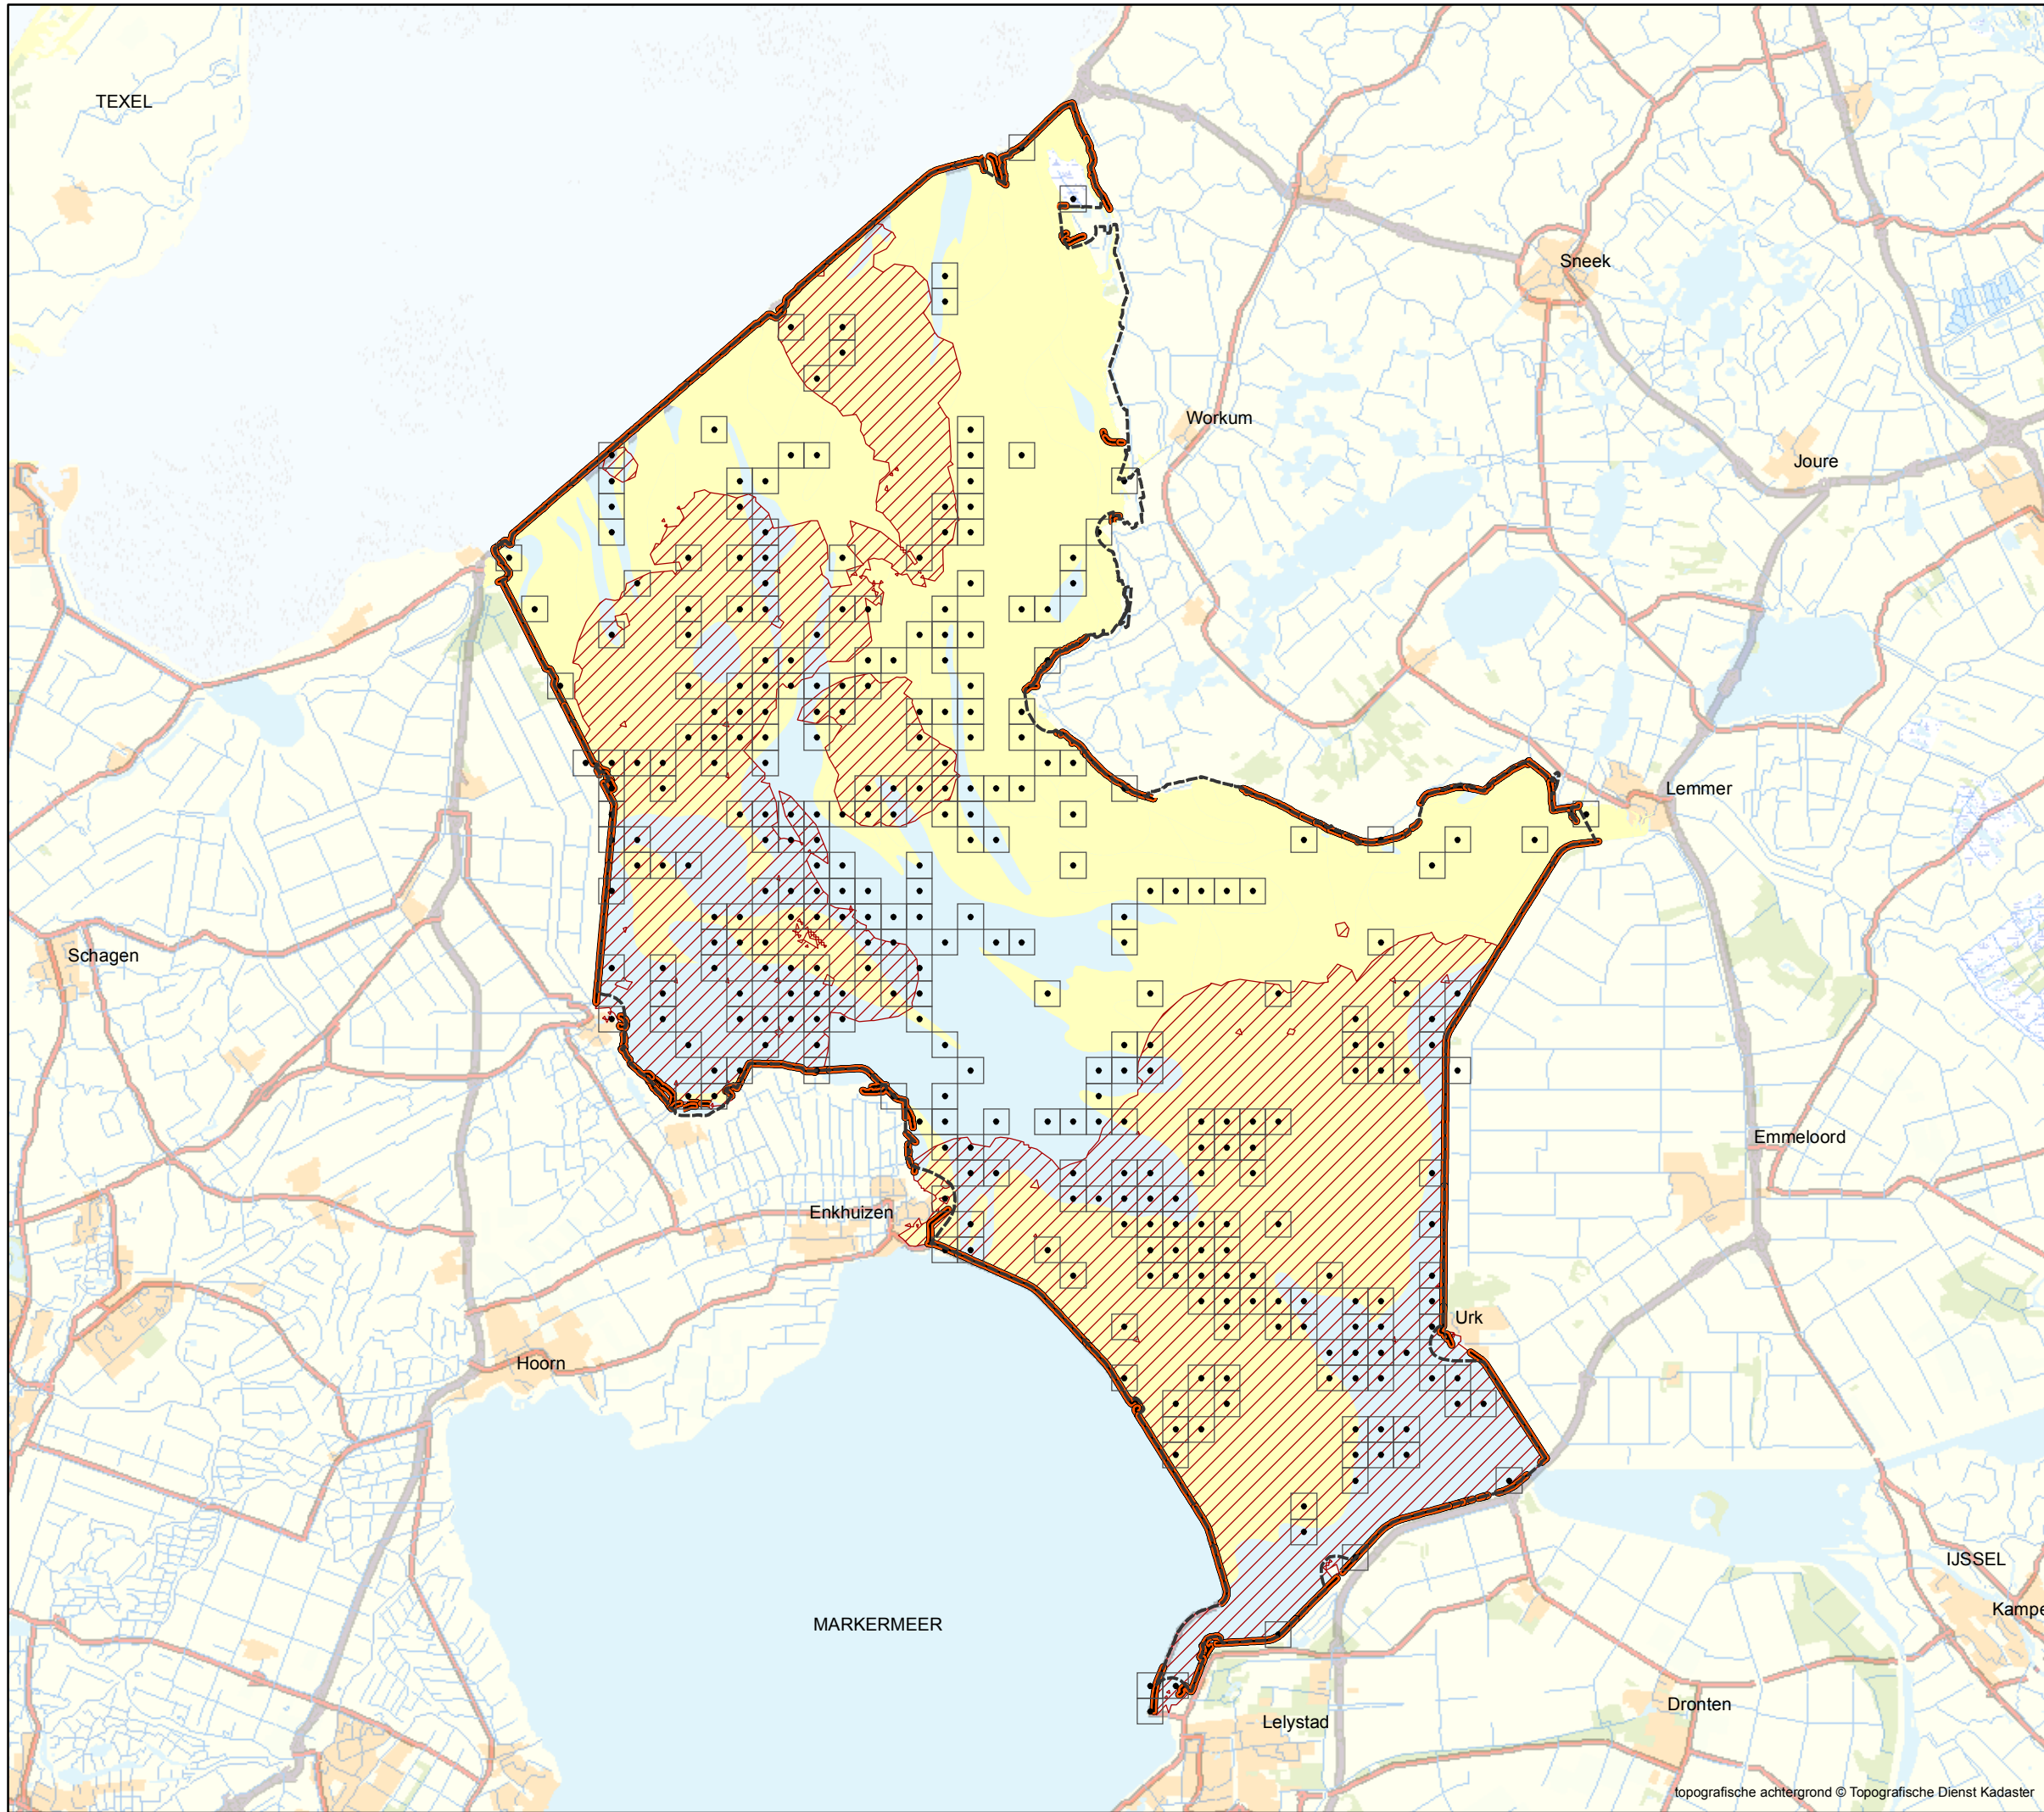 TEXEL
Sneek
Workum
Joure
Lemmer
Schagen
Emmeloord
Enkhuizen
Urk
Hoorn
IJSSEL
Kampe
MARKERMEER
Dronten
Lelystad
topografische achtergrond © Topografische Dienst Kadaster